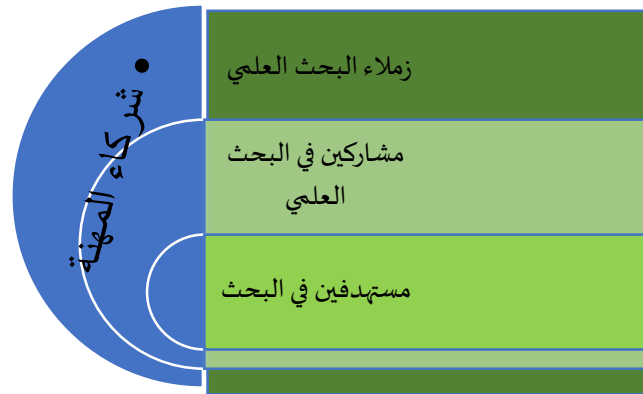 • شركاء المهنة
زملاء البحث العلمي
مشاركين في البحث
العلمي
مستهدفين في البحث